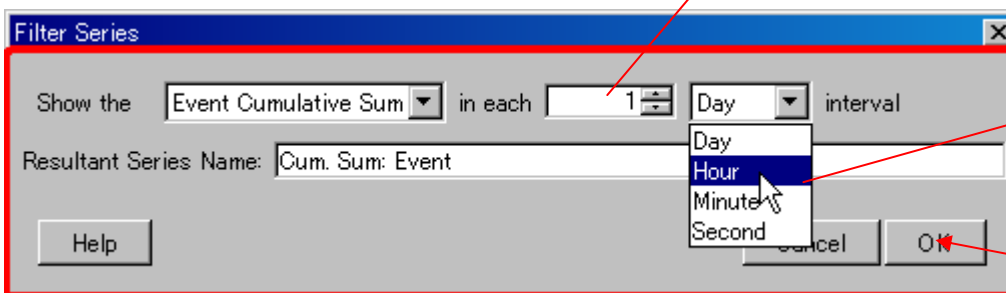 Filter Series
Show the Event Cumulative Sum in each 1 Day interval
Day
Resultant Series Name: Cum. Sum: Event
Hour
Minute
Second
Help Cancel OK